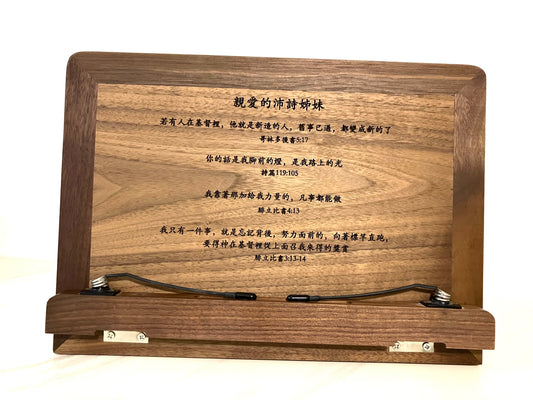 親愛的沛詩姊妹
若有人在基督裡，他就是新造的人，舊事已過，都變成新的了
哥林多後書5:17
你的話是我腳前的燈，是我路上的光
詩篇119:105
我靠著那加給我力量的，凡事都能做
腓立比書4:13
我只有一件事，就是忘記背後，努力面前的，向著標竿直跑，
要得神在基督裡從上面召我來得的獎賞
腓立比書3:13-14